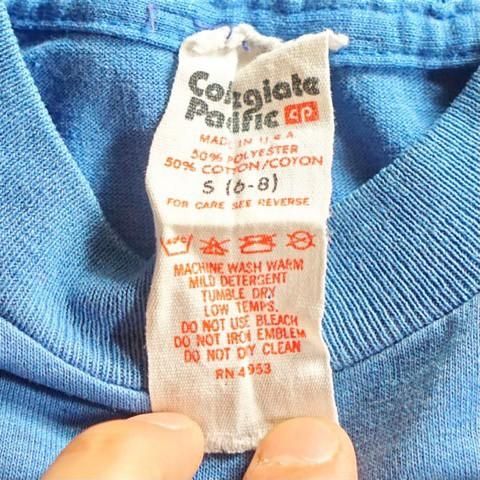 Collegiate
Pacific cp
MADE IN U.S.A
50% POLYESTER
50% COTTON/COTON
S (6-8)
FOR CARE SEE REVERSE
MACHINE WASH WARM
MILD DETERGENT
TUMBLE DRY
LOW TEMPS.
DO NOT USE BLEACH
DO NOT IRON EMBLEM
DO NOT DRY CLEAN
RN 4953